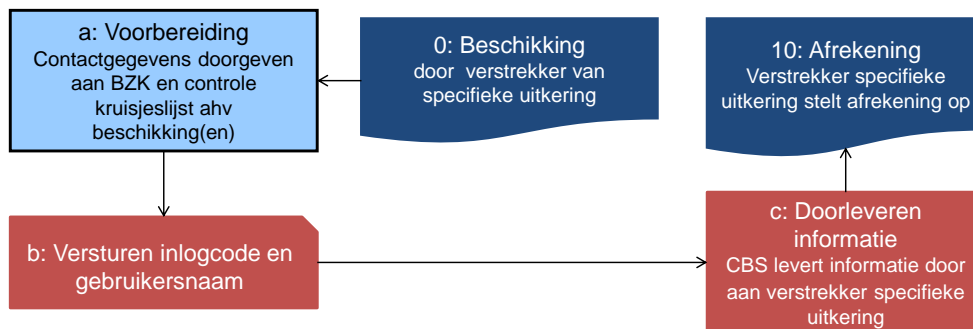 a: Voorbereiding
Contactgegevens doorgeven
aan BZK en controle
kruisjeslijst ahv
beschikking(en)
0: Beschikking
door verstrekker van
specifieke uitkering
10: Afrekening
Verstrekker specifieke
uitkering stelt afrekening op
b: Versturen inlogcode en
gebruikersnaam
c: Doorleveren
informatie
CBS levert informatie door
aan verstrekker specifieke
uitkering